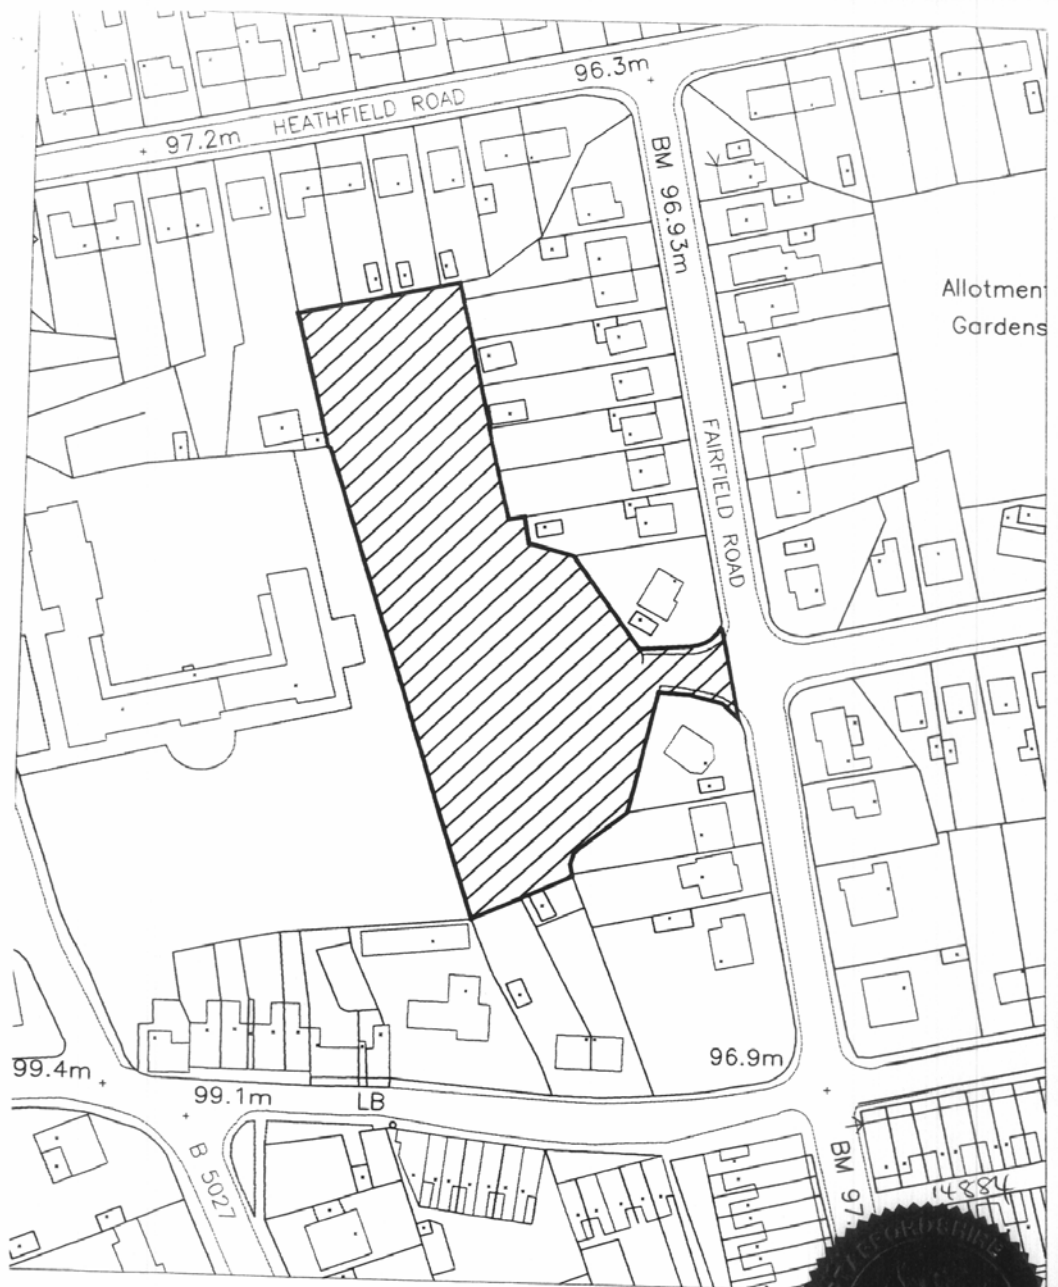 96.3m
HEATHFIELD ROAD
97.2m
BM 96.93m
Allotment
Gardens
FAIRFIELD ROAD
96.9m
99.4m
99.1m
LB
B 5027
BM 97.
14884
STAFFORDSHIRE